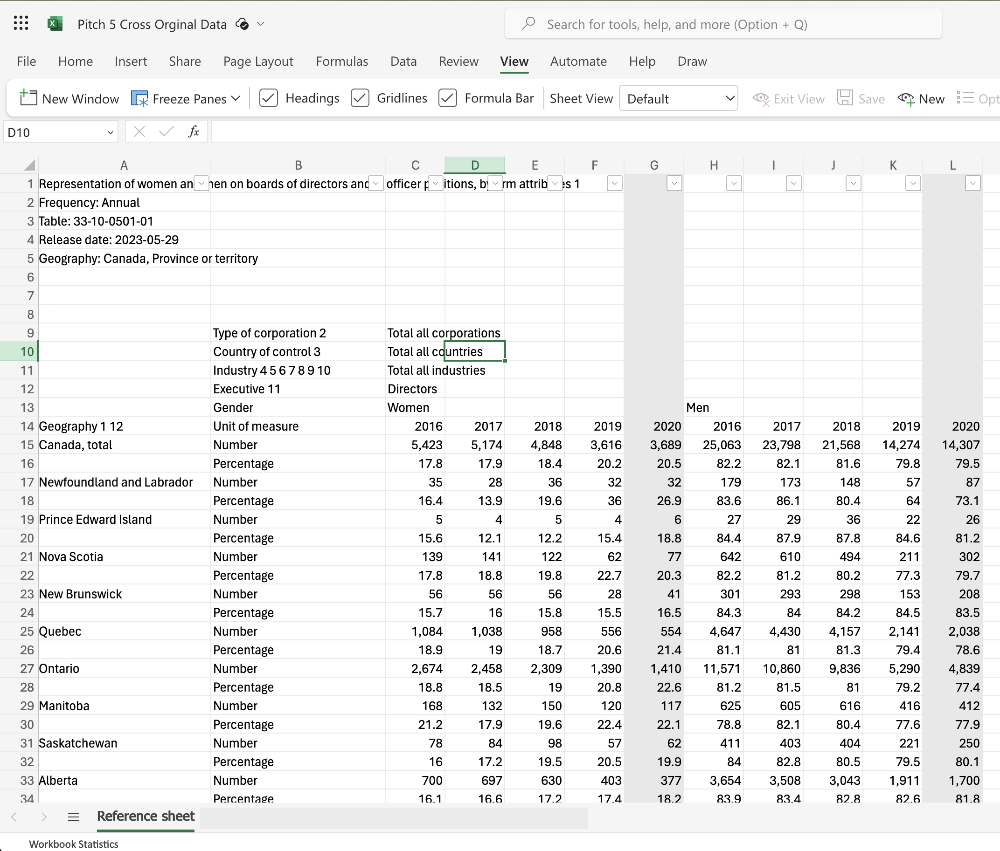 Pitch 5 Cross Orginal Data
Search for tools, help, and more (Option + Q)
File Home Insert Share Page Layout Formulas Data Review View Automate Help Draw
New Window Freeze Panes Headings Gridlines Formula Bar Sheet View Default Exit View Save New Opt
D10 fx
A B C D E F G H I J K L
1 Representation of women an men on boards of directors and officer p itions, by rm attrib es 1
2 Frequency: Annual
3 Table: 33-10-0501-01
4 Release date: 2023-05-29
5 Geography: Canada, Province or territory
6
7
8
9 Type of corporation 2 Total all corporations
10 Country of control 3 Total all countries
11 Industry 4 5 6 7 8 9 10 Total all industries
12 Executive 11 Directors
13 Gender Women Men
14 Geography 1 12 Unit of measure 2016 2017 2018 2019 2020 2016 2017 2018 2019 2020
15 Canada, total Number 5,423 5,174 4,848 3,616 3,689 25,063 23,798 21,568 14,274 14,307
16 Percentage 17.8 17.9 18.4 20.2 20.5 82.2 82.1 81.6 79.8 79.5
17 Newfoundland and Labrador Number 35 28 36 32 32 179 173 148 57 87
18 Percentage 16.4 13.9 19.6 36 26.9 83.6 86.1 80.4 64 73.1
19 Prince Edward Island Number 5 4 5 4 6 27 29 36 22 26
20 Percentage 15.6 12.1 12.2 15.4 18.8 84.4 87.9 87.8 84.6 81.2
21 Nova Scotia Number 139 141 122 62 77 642 610 494 211 302
22 Percentage 17.8 18.8 19.8 22.7 20.3 82.2 81.2 80.2 77.3 79.7
23 New Brunswick Number 56 56 56 28 41 301 293 298 153 208
24 Percentage 15.7 16 15.8 15.5 16.5 84.3 84 84.2 84.5 83.5
25 Quebec Number 1,084 1,038 958 556 554 4,647 4,430 4,157 2,141 2,038
26 Percentage 18.9 19 18.7 20.6 21.4 81.1 81 81.3 79.4 78.6
27 Ontario Number 2,674 2,458 2,309 1,390 1,410 11,571 10,860 9,836 5,290 4,839
28 Percentage 18.8 18.5 19 20.8 22.6 81.2 81.5 81 79.2 77.4
29 Manitoba Number 168 132 150 120 117 625 605 616 416 412
30 Percentage 21.2 17.9 19.6 22.4 22.1 78.8 82.1 80.4 77.6 77.9
31 Saskatchewan Number 78 84 98 57 62 411 403 404 221 250
32 Percentage 16 17.2 19.5 20.5 19.9 84 82.8 80.5 79.5 80.1
33 Alberta Number 700 697 630 403 377 3,654 3,508 3,043 1,911 1,700
34 Percentage 16.1 16.6 17.2 17.4 18.2 83.9 83.4 82.8 82.6 81.8
Reference sheet
Workbook Statistics